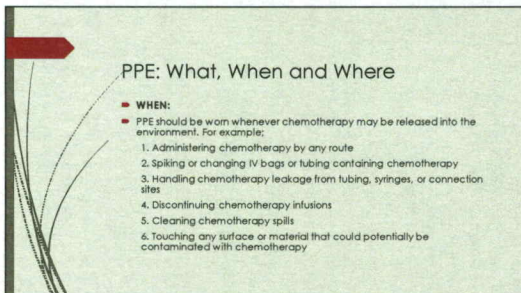 PPE: What, When and Where
WHEN:
PPE should be worn whenever chemotherapy may be released into the
environment. For example;
1. Administering chemotherapy by any route
2. Spiking or changing IV bags or tubing containing chemotherapy
3. Handling chemotherapy leakage from tubing, syringes, or connection
sites
4. Discontinuing chemotherapy infusions
5. Cleaning chemotherapy spills
6. Touching any surface or material that could potentially be
contaminated with chemotherapy